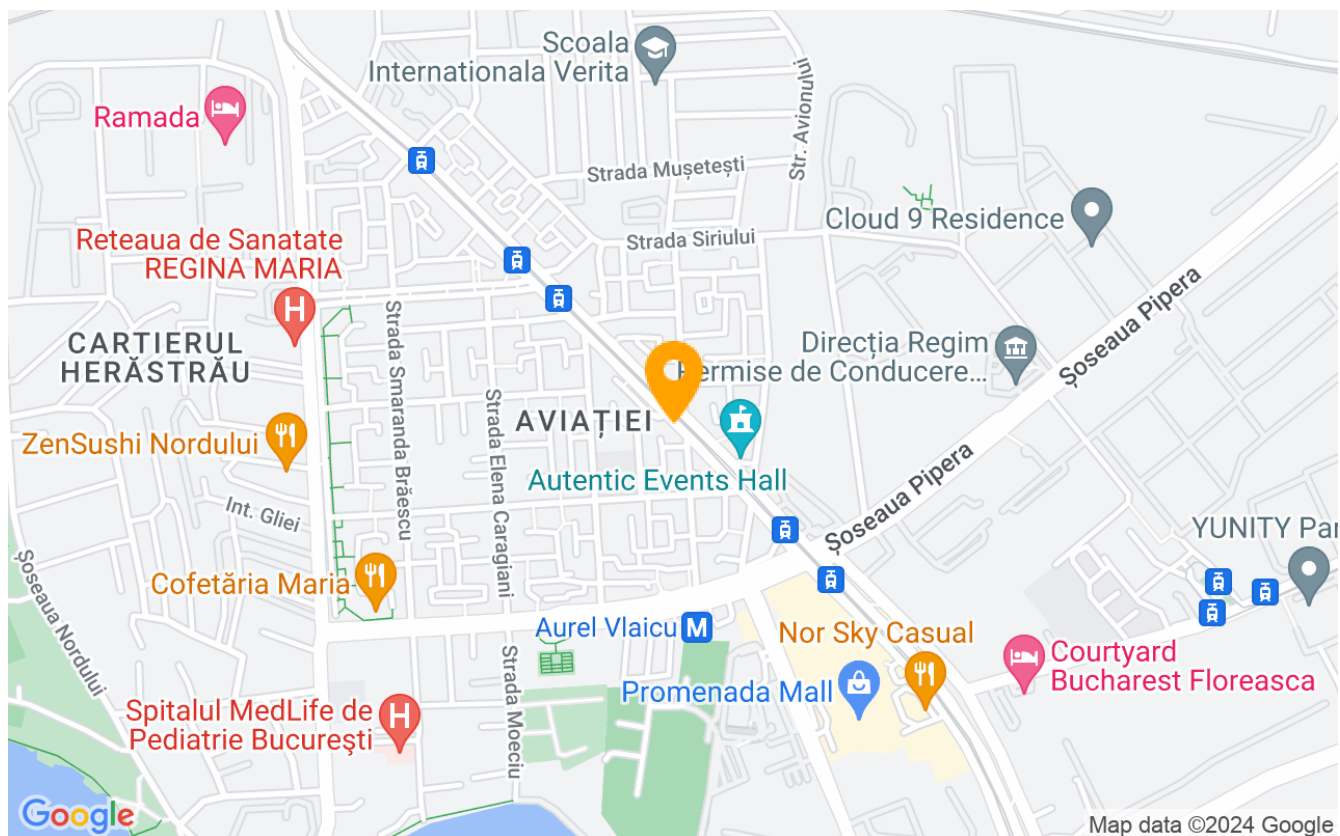 Scoala
Internationala Verita
Ramada
Str. Avionului
Strada Mușetești
Cloud 9 Residence
Strada Siriului
Reteaua de Sanatate
REGINA MARIA
Șoseaua Pipera
CARTIERUL
HERĂSTRĂU
Strada Smaranda Brăescu
Direcția Regim
Permise de Conducere...
Strada Elena Caragiani
AVIAȚIEI
ZenSushi Nordului
Autentic Events Hall
Șoseaua Pipera
Int. Gliei
YUNITY Par
Șoseaua Nordului
Cofetăria Maria
Aurel Vlaicu
M
Nor Sky Casual
Strada Moeciu
Courtyard
Bucharest Floreasca
Promenada Mall
Spitalul MedLife de
Pediatrie Bucureşti
H
H
Google
Map data ©2024 Google